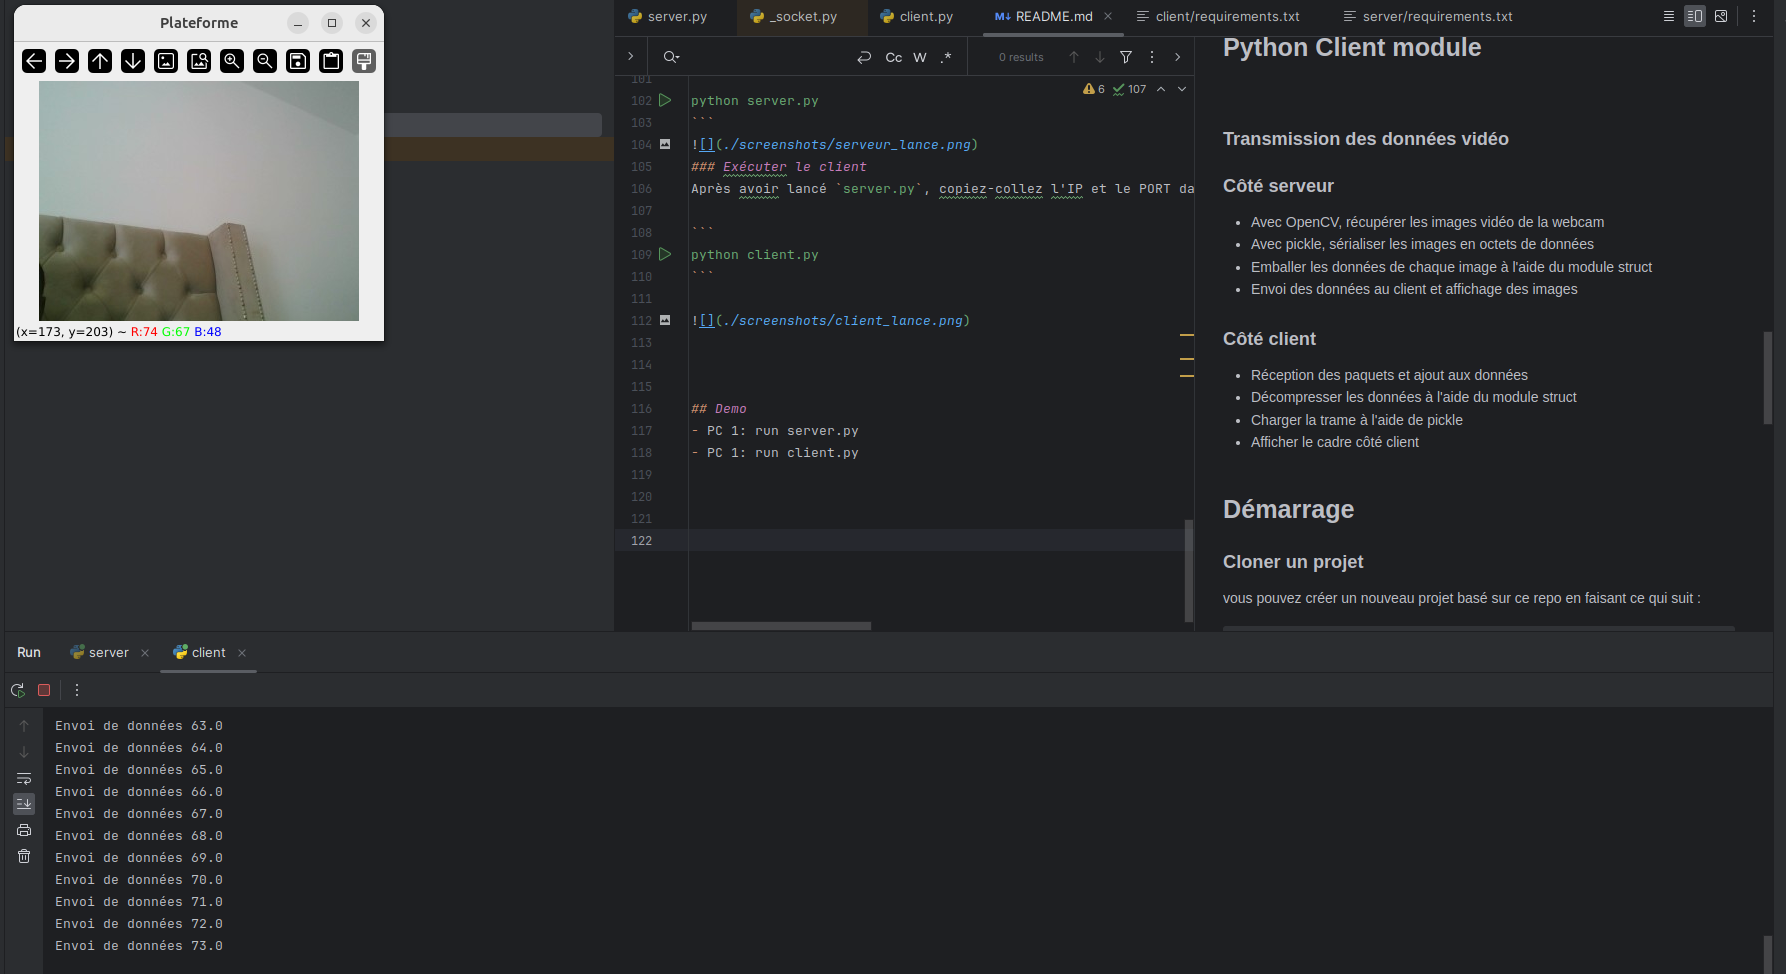 Plateforme
(x=173, y=203) ~ R:74 G:67 B:48
server.py
_socket.py
client.py
README.md
client/requirements.txt
server/requirements.txt
Cc W .*
0 results
6 107
101
102 python server.py
103 ```
104 ![](./screenshots/serveur_lance.png)
105 ### Exécuter le client
106 Après avoir lancé `server.py`, copiez-collez l'IP et le PORT da
107
108 ```
109 python client.py
110 ```
111
112 ![](./screenshots/client_lance.png)
113
114
115
116 ## Demo
117 - PC 1: run server.py
118 - PC 1: run client.py
119
120
121
122
Python Client module
Transmission des données vidéo
Côté serveur
• Avec OpenCV, récupérer les images vidéo de la webcam
• Avec pickle, sérialiser les images en octets de données
• Emballer les données de chaque image à l'aide du module struct
• Envoi des données au client et affichage des images
Côté client
• Réception des paquets et ajout aux données
• Décompresser les données à l'aide du module struct
• Charger la trame à l'aide de pickle
• Afficher le cadre côté client
Démarrage
Cloner un projet
vous pouvez créer un nouveau projet basé sur ce repo en faisant ce qui suit :
Run
server
client
Envoi de données 63.0
Envoi de données 64.0
Envoi de données 65.0
Envoi de données 66.0
Envoi de données 67.0
Envoi de données 68.0
Envoi de données 69.0
Envoi de données 70.0
Envoi de données 71.0
Envoi de données 72.0
Envoi de données 73.0